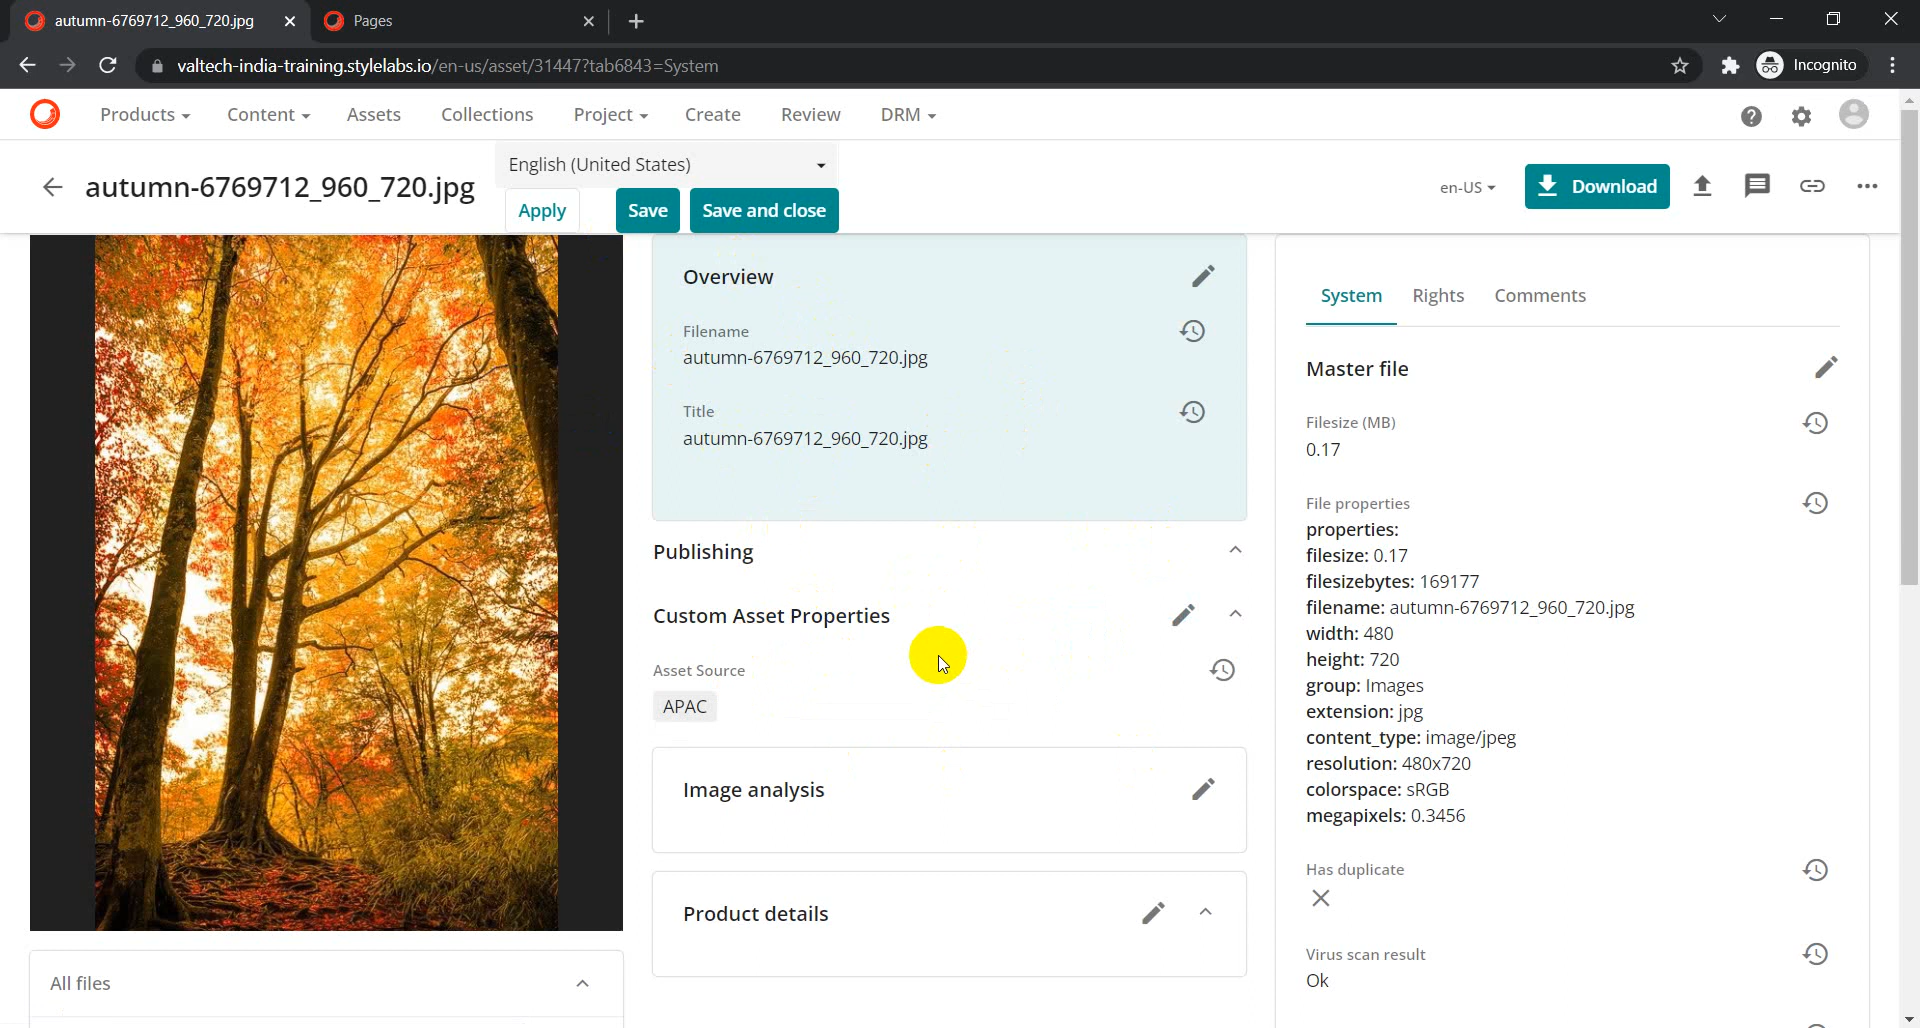 autumn-6769712_960_720.jpg
Pages
valtech-india-training.stylelabs.io/en-us/asset/31447?tab6843=System
Incognito
Products
Content
Assets
Collections
Project
Create
Review
DRM
autumn-6769712_960_720.jpg
English (United States)
Apply
Save
Save and close
en-US
Download
Overview
Filename
autumn-6769712_960_720.jpg
Title
autumn-6769712_960_720.jpg
Publishing
Custom Asset Properties
Asset Source
APAC
Image analysis
Product details
All files
System
Rights
Comments
Master file
Filesize (MB)
0.17
File properties
properties:
filesize: 0.17
filesizebytes: 169177
filename: autumn-6769712_960_720.jpg
width: 480
height: 720
group: Images
extension: jpg
content_type: image/jpeg
resolution: 480x720
colorspace: sRGB
megapixels: 0.3456
Has duplicate
Virus scan result
Ok